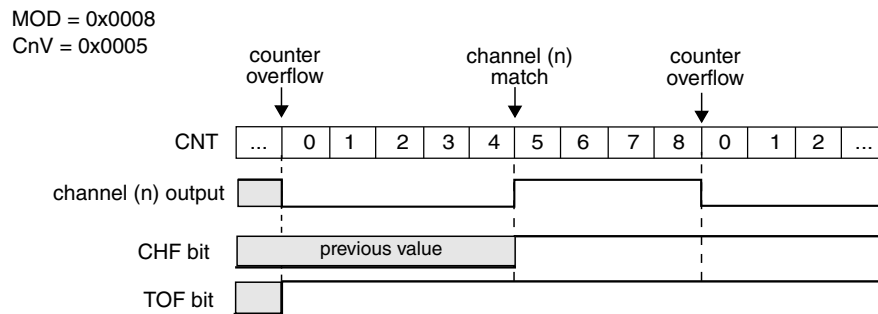 MOD = 0x0008
CnV = 0x0005
counter
overflow
channel (n)
match
counter
overflow
CNT ... 0 1 2 3 4 5 6 7 8 0 1 2 ...
channel (n) output
CHF bit previous value
TOF bit